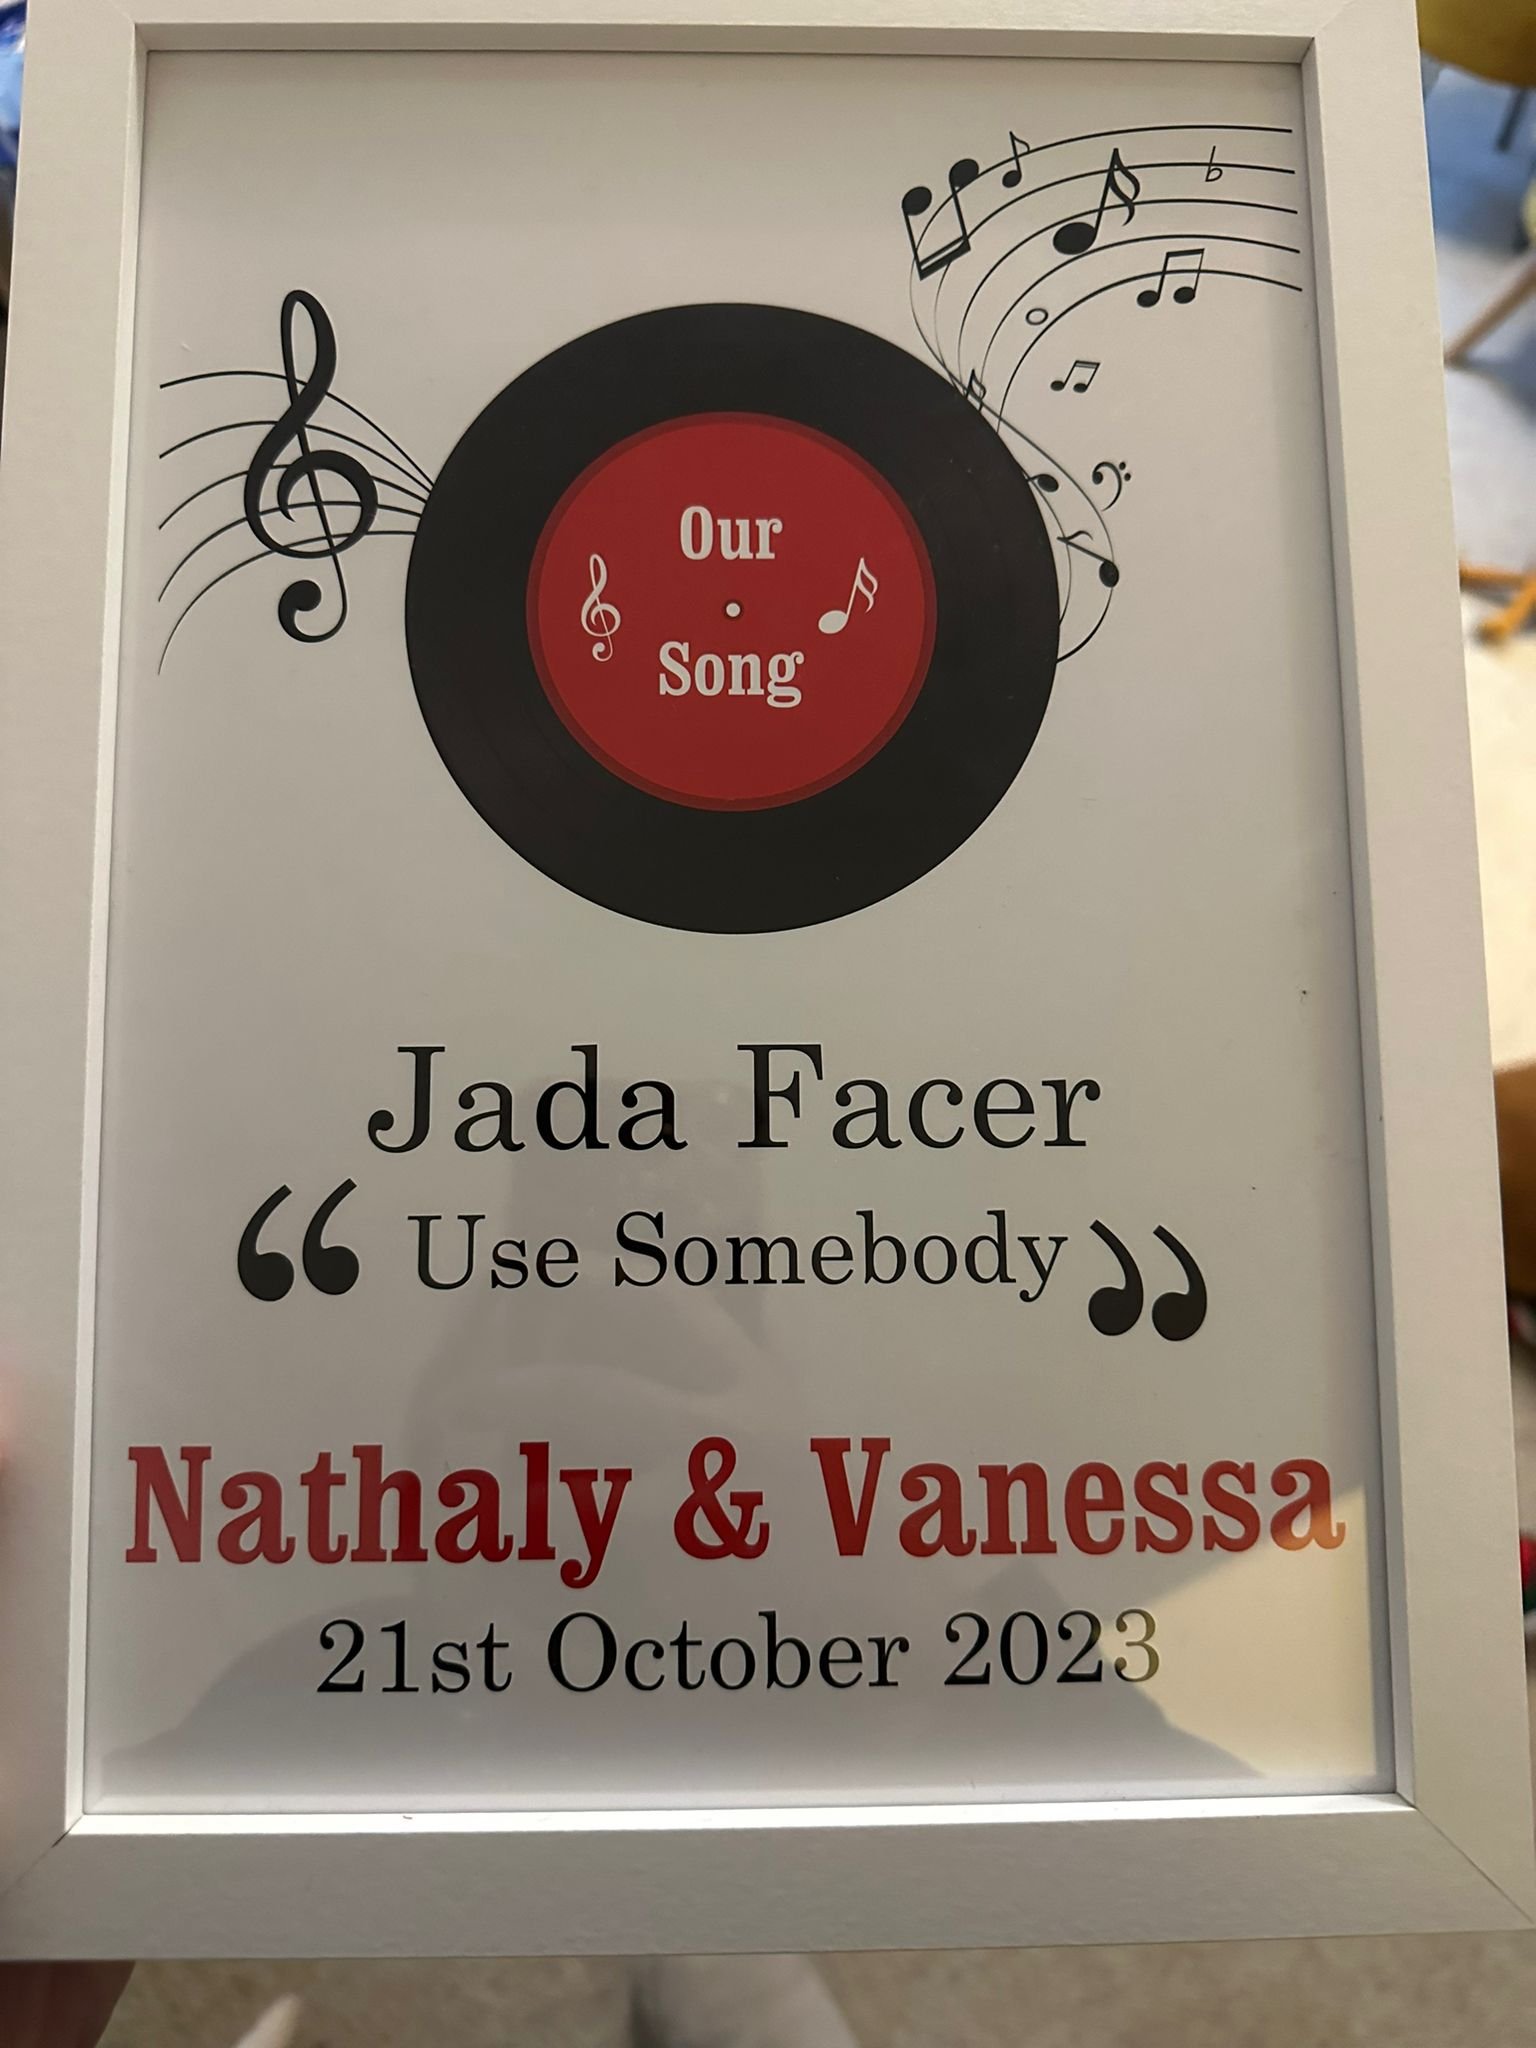 Our
Song
Jada Facer
“ Use Somebody ”
Nathaly & Vanessa
21st October 2023